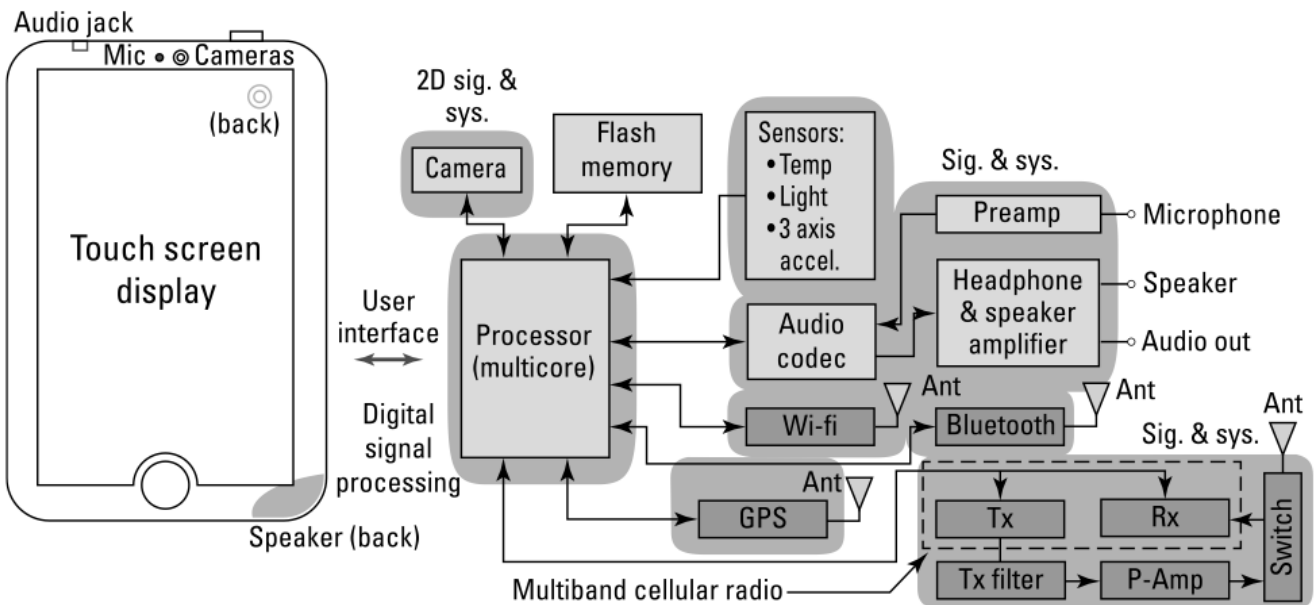 Audio jack
Mic
Cameras
(back)
Touch screen
display
Speaker (back)
User
interface
Digital
signal
processing
2D sig. &
sys.
Camera
Flash
memory
Processor
(multicore)
Sensors:
•Temp
•Light
•3 axis
accel.
Sig. & sys.
Preamp
Microphone
Headphone
& speaker
amplifier
Speaker
Audio out
Audio
codec
Wi-fi
Ant
Bluetooth
Ant
GPS
Ant
Sig. & sys.
Ant
Tx
Rx
Switch
Tx filter
P-Amp
Multiband cellular radio